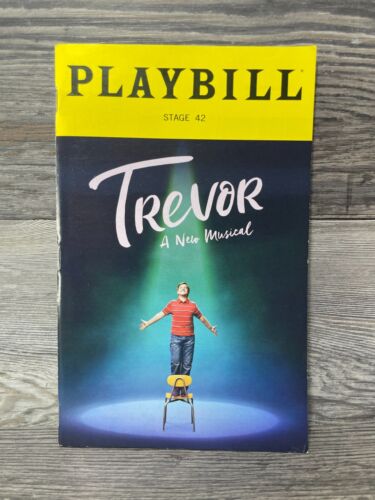 PLAYBILL
STAGE 42
TREVOR
A New Musical